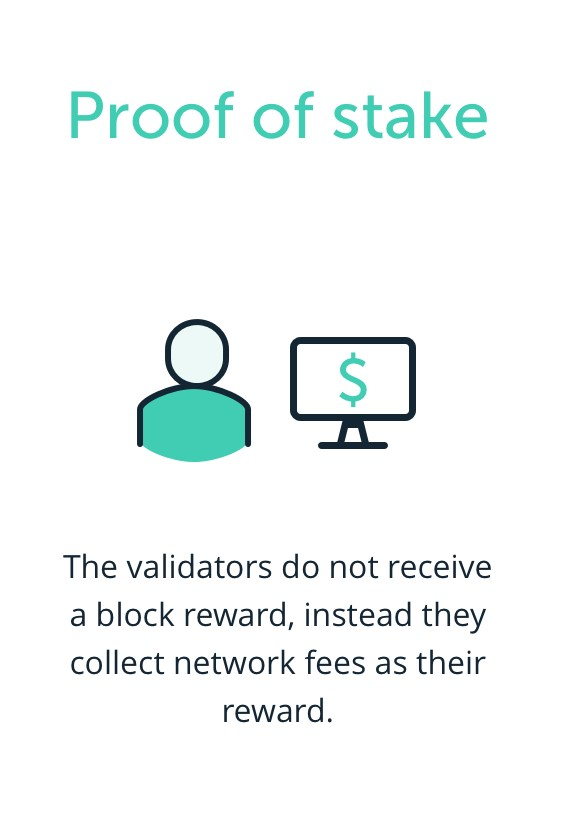 Proof of stake
$
The validators do not receive
a block reward, instead they
collect network fees as their
reward.